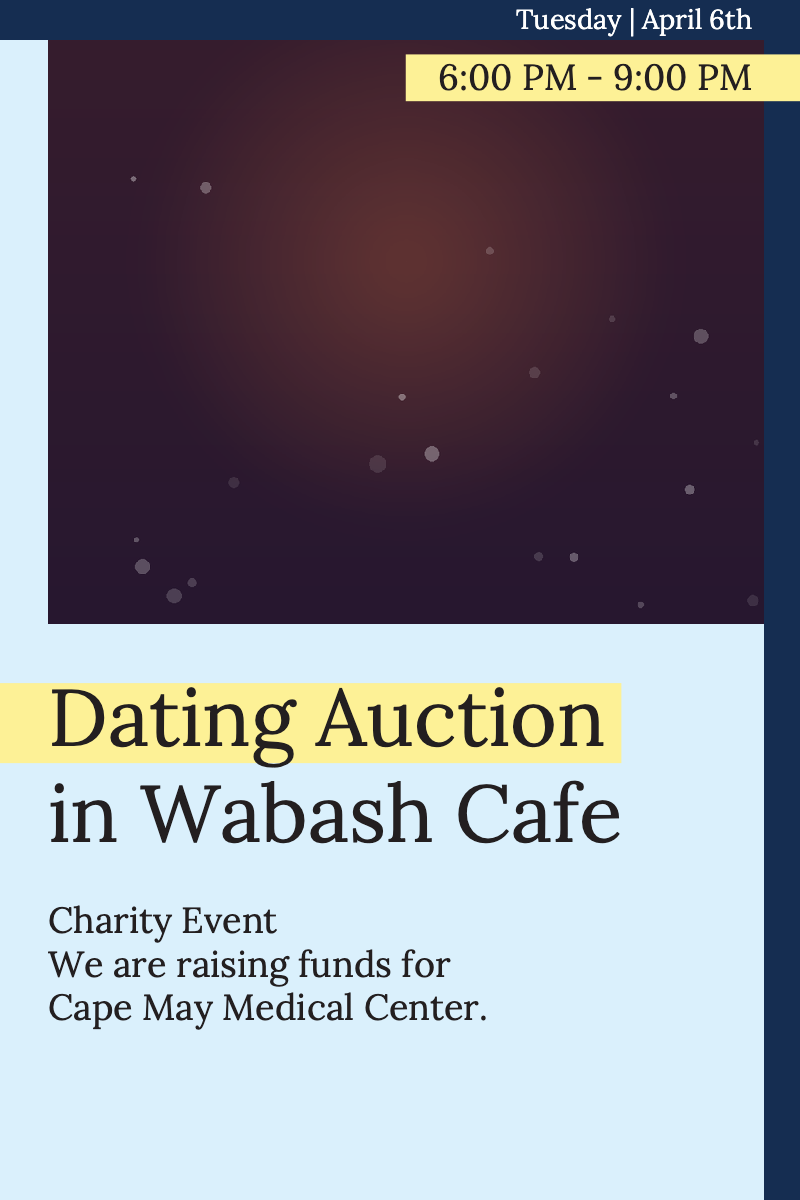 Tuesday | April 6th
6:00 PM - 9:00 PM
Dating Auction
in Wabash Cafe
Charity Event
We are raising funds for
Cape May Medical Center.